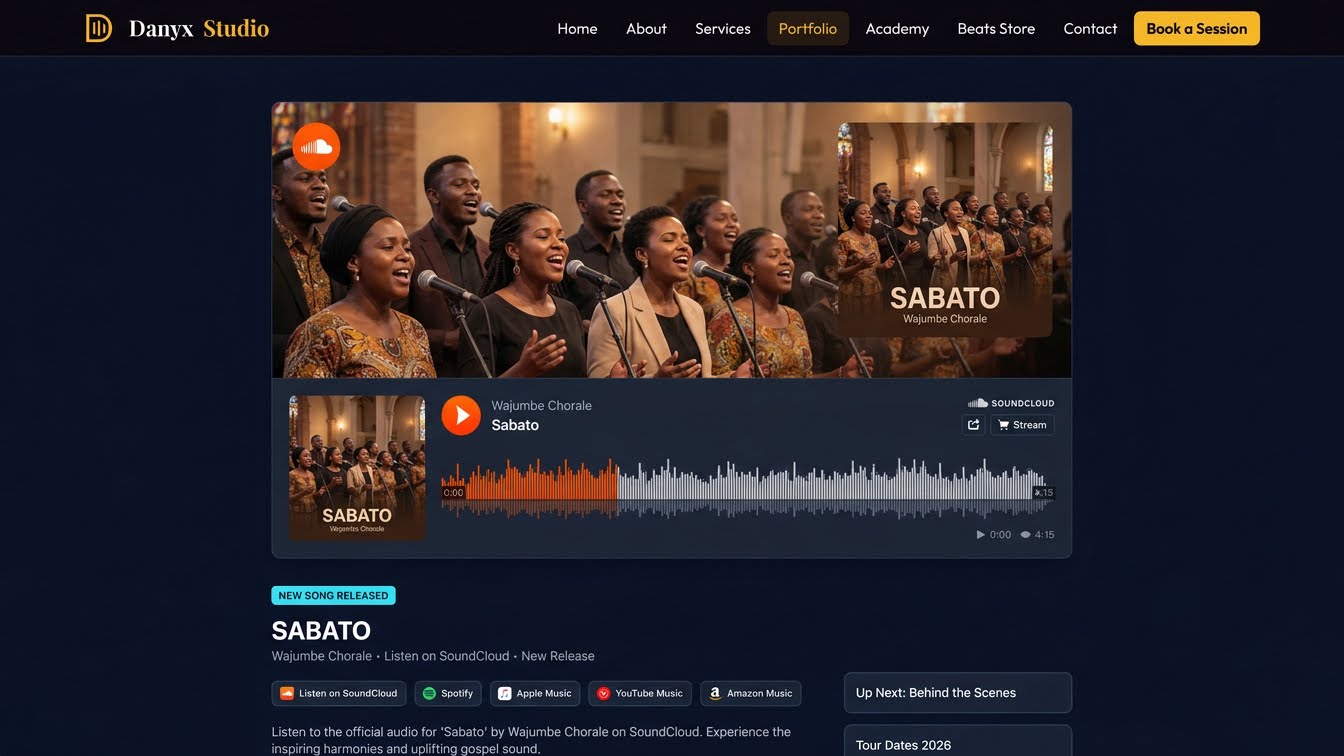 Danyx Studio
Home About Services Portfolio Academy Beats Store Contact Book a Session
SABATO
Wajumbe Chorale
Wajumbe Chorale
Sabato
SOUNDCLOUD
Stream
SABATO
0:00
0:00 4:15
NEW SONG RELEASED
SABATO
Wajumbe Chorale • Listen on SoundCloud • New Release
Listen on SoundCloud Spotify Apple Music YouTube Music Amazon Music
Listen to the official audio for 'Sabato' by Wajumbe Chorale on SoundCloud. Experience the
inspiring harmonies and uplifting gospel sound.
Up Next: Behind the Scenes
Tour Dates 2026